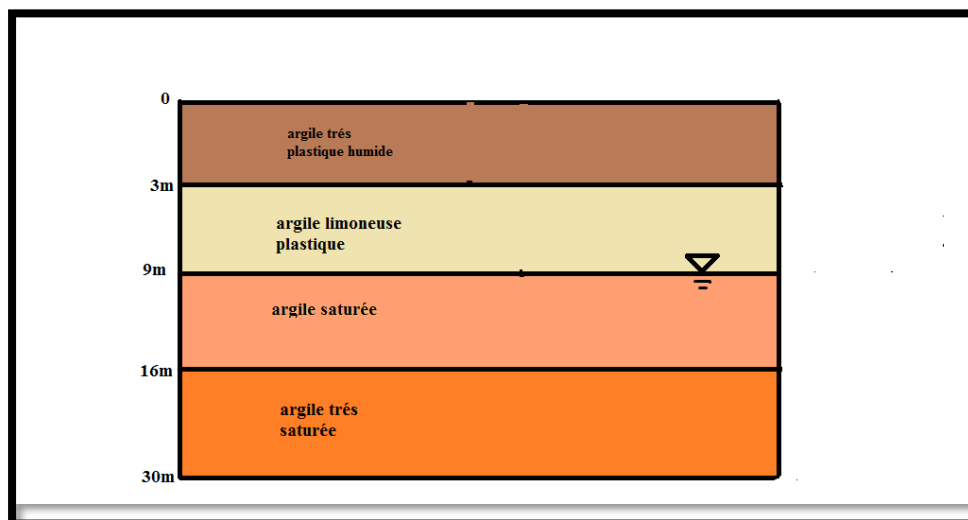 0
argile trés
plastique humide
3m
argile limoneuse
plastique
9m
argile saturée
16m
argile trés
saturée
30m